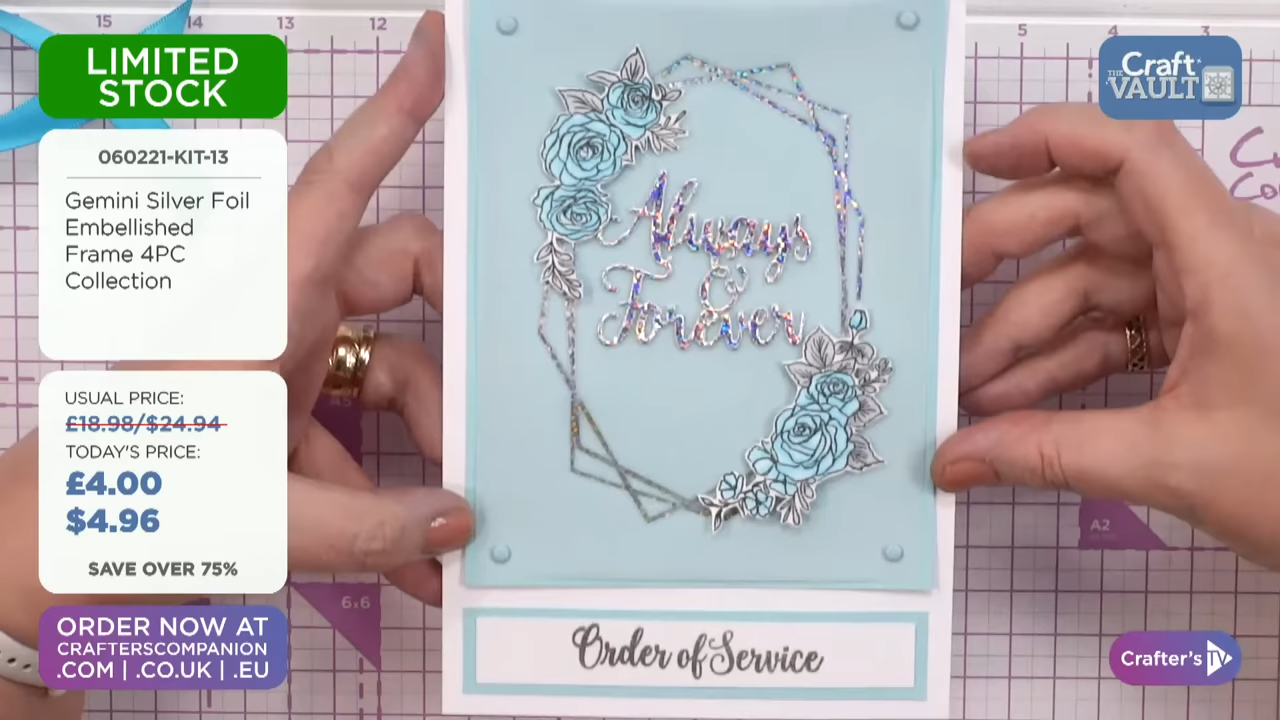 15
14
13
12
5
4
3
LIMITED
STOCK
060221-KIT-13
Gemini Silver Foil
Embellished
Frame 4PC
Collection
USUAL PRICE:
£18.98/$24.94
TODAY'S PRICE:
£4.00
$4.96
SAVE OVER 75%
ORDER NOW AT
CRAFTERSCOMPANION
.COM | .CO.UK | .EU
THE Craft
VAULT
Always
&
Forever
Order of Service
A5
6x6
A2
Crafter's TV